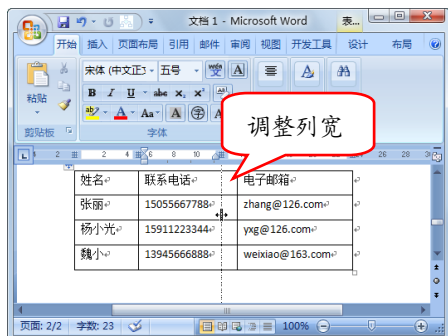 文档 1 - Microsoft Word
表...
开始 插入 页面布局 引用 邮件 审阅 视图 开发工具 设计 布局
宋体 (中文正 五号
粘贴
剪贴板
字体
调整列宽
姓名 联系电话 电子邮箱
张丽 15055667788 zhang@126.com
杨小光 15911223344 yxg@126.com
魏小 13945666888 weixiao@163.com
页面: 2/2 字数: 23 100%